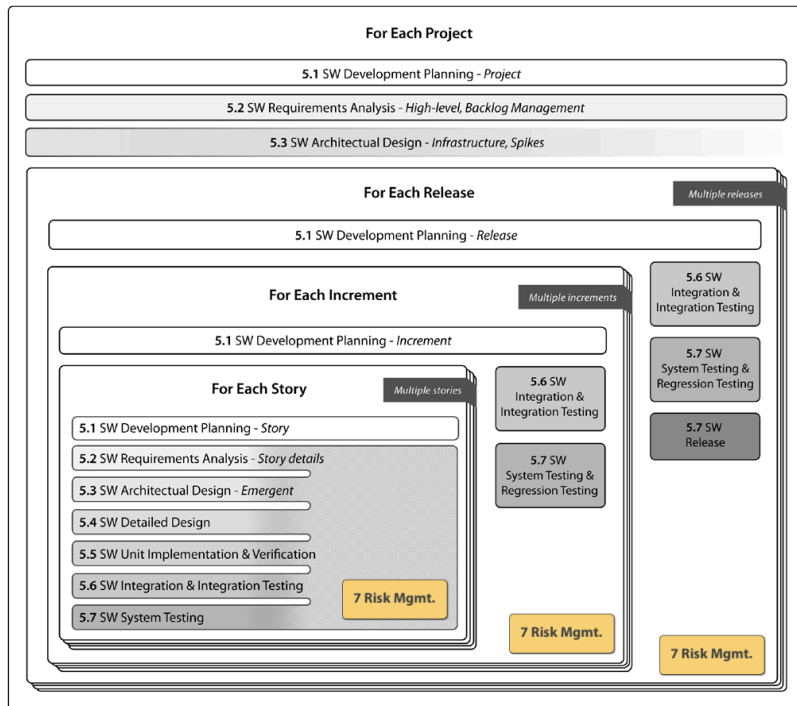 For Each Project
5.1 SW Development Planning - Project
5.2 SW Requirements Analysis - High-level, Backlog Management
5.3 SW Architectual Design - Infrastructure, Spikes
For Each Release
Multiple releases
5.1 SW Development Planning - Release
For Each Increment
Multiple increments
5.1 SW Development Planning - Increment
For Each Story
Multiple stories
5.1 SW Development Planning - Story
5.2 SW Requirements Analysis - Story details
5.3 SW Architectual Design - Emergent
5.4 SW Detailed Design
5.5 SW Unit Implementation & Verification
5.6 SW Integration & Integration Testing
5.7 SW System Testing
7 Risk Mgmt.
5.6 SW
Integration &
Integration Testing
5.7 SW
System Testing &
Regression Testing
7 Risk Mgmt.
5.6 SW
Integration &
Integration Testing
5.7 SW
System Testing &
Regression Testing
5.7 SW
Release
7 Risk Mgmt.